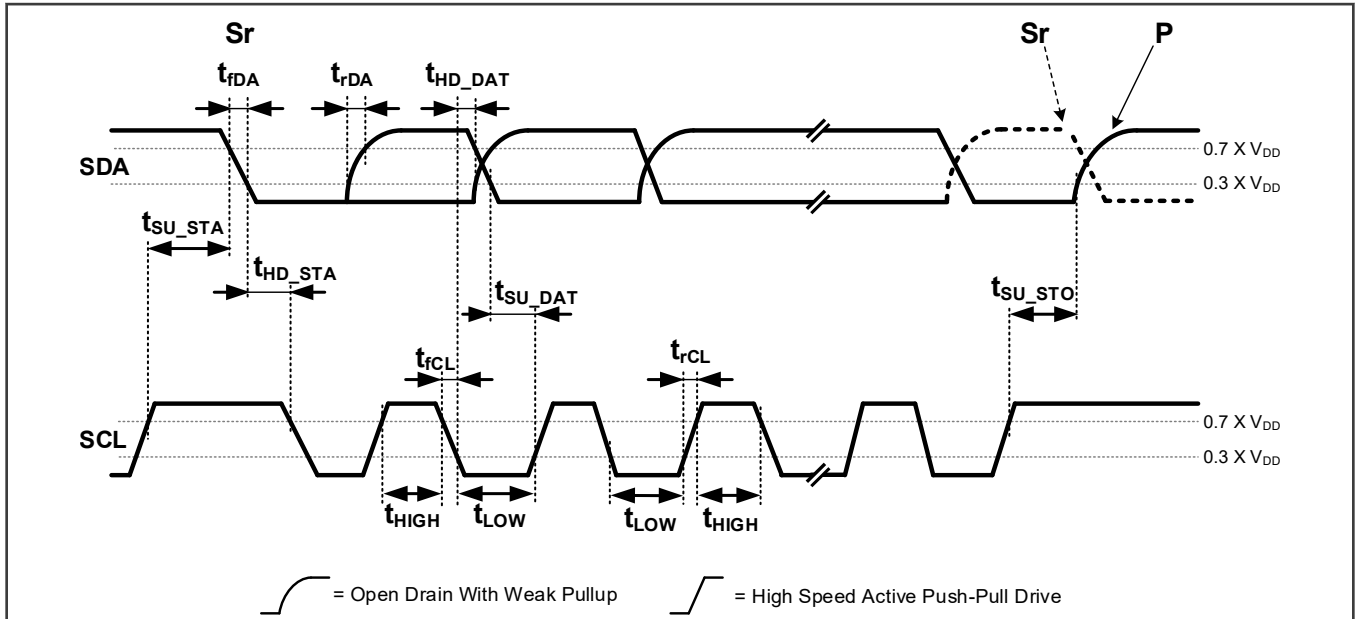 Sr Sr P
tfDA trDA tHD_DAT
0.7 X VDD
SDA
0.3 X VDD
tSU_STA
tHD_STA
tSU_DAT tSU_STO
tfCL trCL
0.7 X VDD
SCL
0.3 X VDD
tHIGH tLOW tLOW tHIGH
= Open Drain With Weak Pullup = High Speed Active Push-Pull Drive